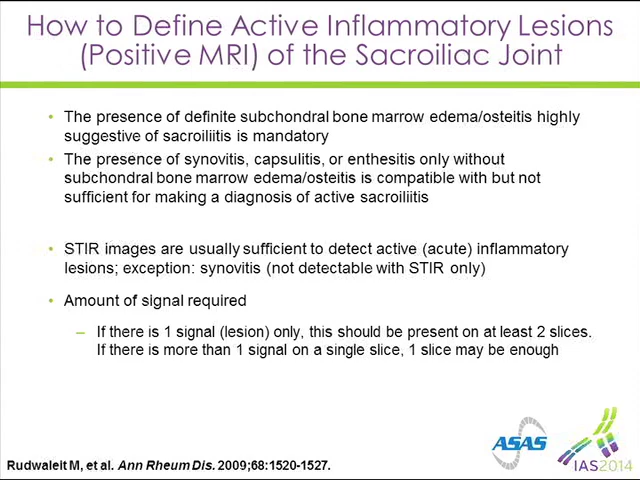 How to Define Active Inflammatory Lesions
(Positive MRI) of the Sacroiliac Joint
• The presence of definite subchondral bone marrow edema/osteitis highly
suggestive of sacroiliitis is mandatory
• The presence of synovitis, capsulitis, or enthesitis only without
subchondral bone marrow edema/osteitis is compatible with but not
sufficient for making a diagnosis of active sacroiliitis
• STIR images are usually sufficient to detect active (acute) inflammatory
lesions; exception: synovitis (not detectable with STIR only)
• Amount of signal required
– If there is 1 signal (lesion) only, this should be present on at least 2 slices.
If there is more than 1 signal on a single slice, 1 slice may be enough
ASAS
IAS2014
Rudwaleit M, et al. Ann Rheum Dis. 2009;68:1520-1527.